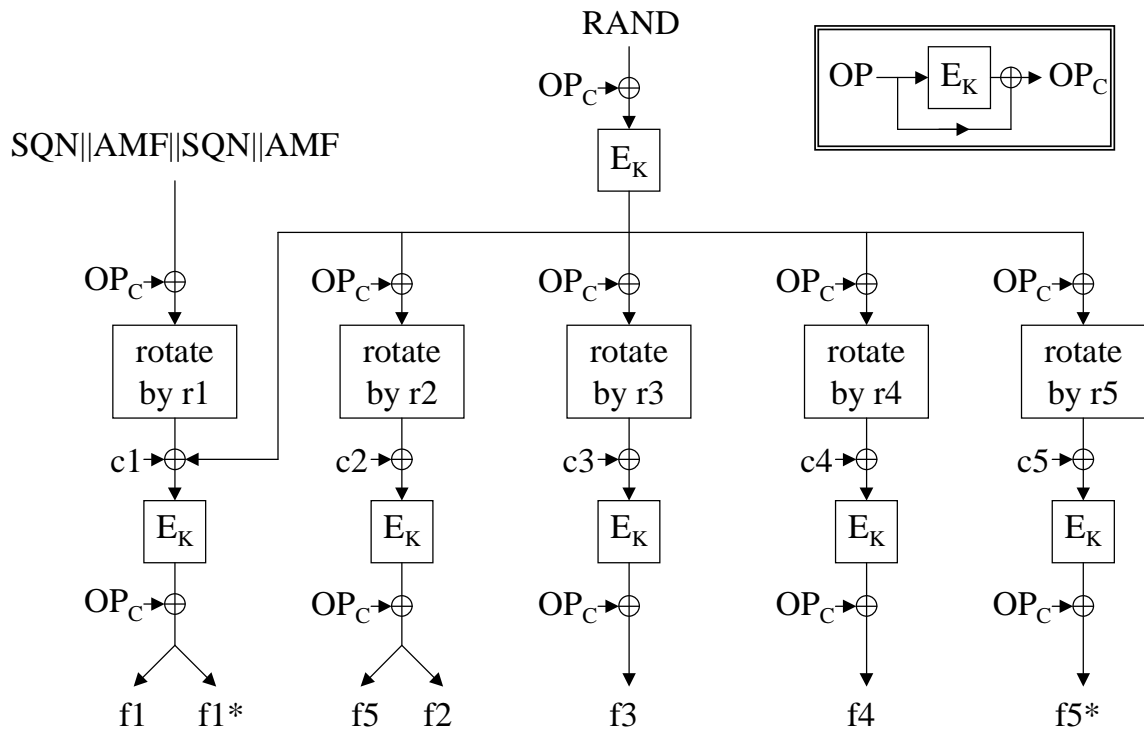 RAND
OP_C
E_K
OP E_K OP_C
SQN||AMF||SQN||AMF
OP_C OP_C OP_C OP_C OP_C
rotate by r1
rotate by r2
rotate by r3
rotate by r4
rotate by r5
c1 c2 c3 c4 c5
E_K E_K E_K E_K E_K
OP_C OP_C OP_C OP_C OP_C
f1 f1* f5 f2 f3 f4 f5*